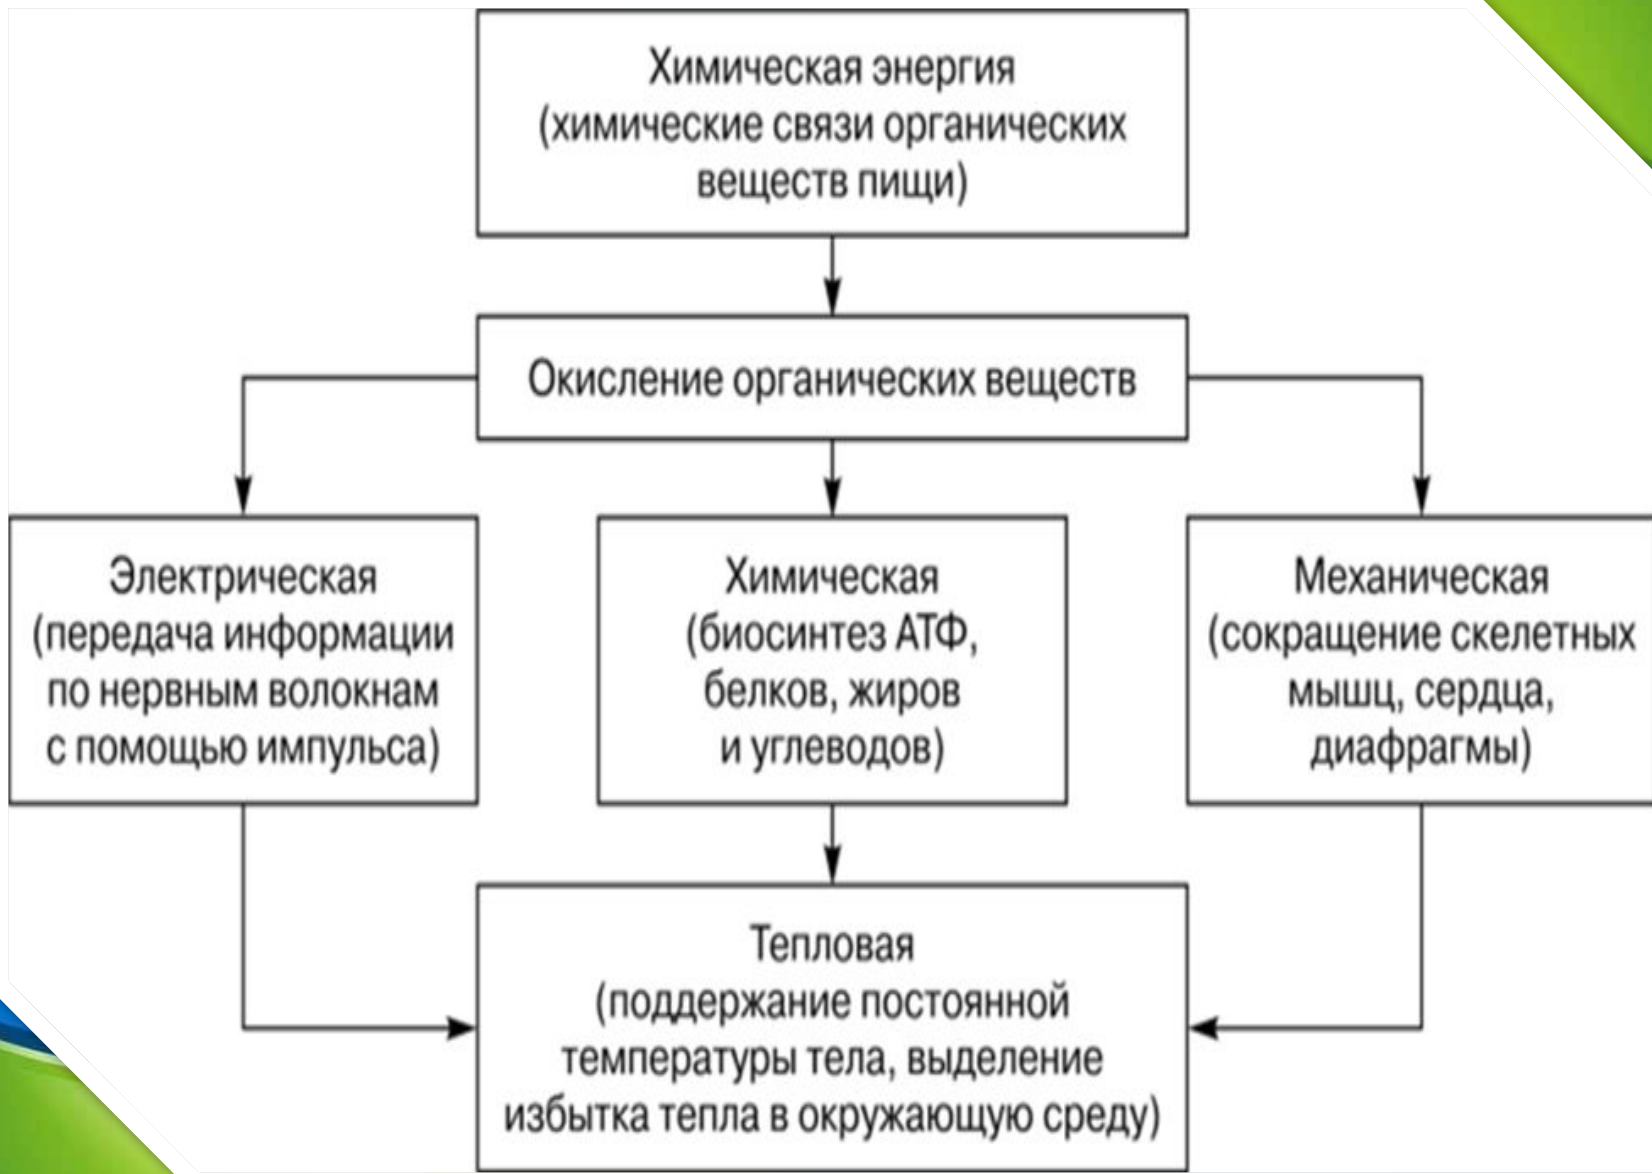 Химическая энергия
(химические связи органических
веществ пищи)
Окисление органических веществ
Электрическая
(передача информации
по нервным волокнам
с помощью импульса)
Химическая
(биосинтез АТФ,
белков, жиров
и углеводов)
Механическая
(сокращение скелетных
мышц, сердца,
диафрагмы)
Тепловая
(поддержание постоянной
температуры тела, выделение
избытка тепла в окружающую среду)